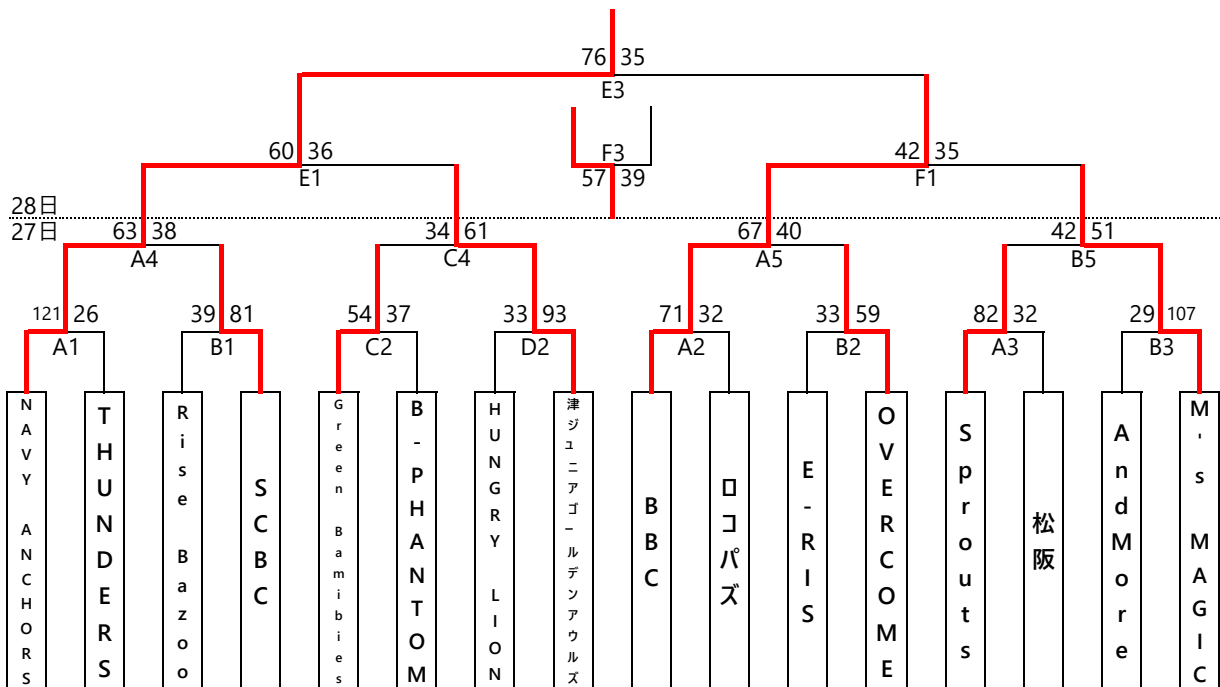 76 35
E3
60 36
E1
F3
57 39
42 35
F1
28日
27日
63 38
A4
34 61
C4
67 40
A5
42 51
B5
121 26
A1
39 81
B1
54 37
C2
33 93
D2
71 32
A2
33 59
B2
82 32
A3
29 107
B3
NAVY ANCHORS
THUNDERS
Rise Bazoo
SCBC
Green Bamibies
B-PHANTOM
HUNGRY LION
津ジュニアゴールデンアウルズ
BBC
ロコパズ
E-RIS
OVERCOME
Sprouts
松阪
AndMore
M's MAGIC